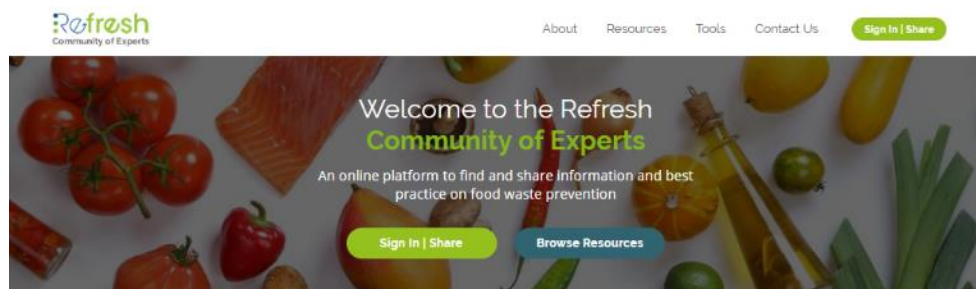 Refresh
Community of Experts
About Resources Tools Contact Us Sign In | Share
Welcome to the Refresh
Community of Experts
An online platform to find and share information and best
practice on food waste prevention
Sign In | Share Browse Resources